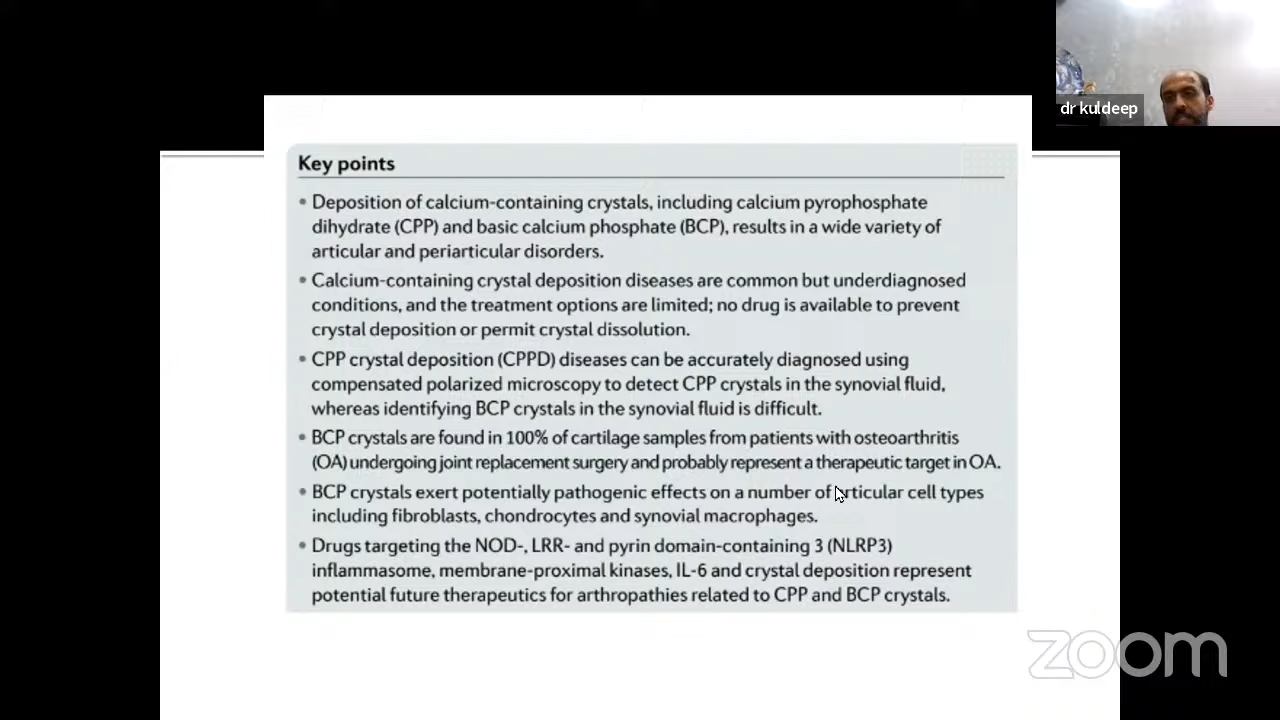 dr kuldeep
Key points
• Deposition of calcium-containing crystals, including calcium pyrophosphate
dihydrate (CPP) and basic calcium phosphate (BCP), results in a wide variety of
articular and periarticular disorders.
• Calcium-containing crystal deposition diseases are common but underdiagnosed
conditions, and the treatment options are limited; no drug is available to prevent
crystal deposition or permit crystal dissolution.
• CPP crystal deposition (CPPD) diseases can be accurately diagnosed using
compensated polarized microscopy to detect CPP crystals in the synovial fluid,
whereas identifying BCP crystals in the synovial fluid is difficult.
• BCP crystals are found in 100% of cartilage samples from patients with osteoarthritis
(OA) undergoing joint replacement surgery and probably represent a therapeutic target in OA.
• BCP crystals exert potentially pathogenic effects on a number of articular cell types
including fibroblasts, chondrocytes and synovial macrophages.
• Drugs targeting the NOD-, LRR- and pyrin domain-containing 3 (NLRP3)
inflammasome, membrane-proximal kinases, IL-6 and crystal deposition represent
potential future therapeutics for arthropathies related to CPP and BCP crystals.
zoom